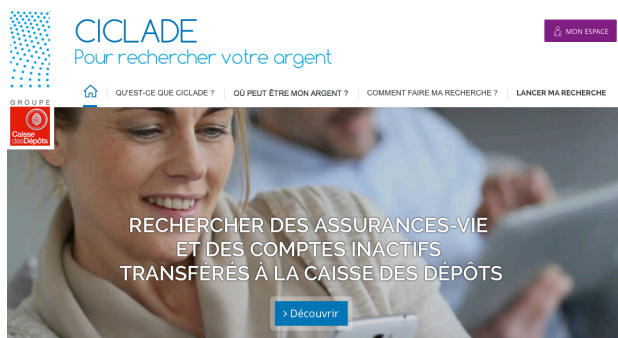 CICLADE
Pour rechercher votre argent
MON ESPACE
GROUPE
Caisse
desDépôts
QU'EST-CE QUE CICLADE ?
OÙ PEUT ÊTRE MON ARGENT ?
COMMENT FAIRE MA RECHERCHE ?
LANCER MA RECHERCHE
RECHERCHER DES ASSURANCES-VIE
ET DES COMPTES INACTIFS
TRANSFÉRÉS À LA CAISSE DES DÉPÔTS
› Découvrir